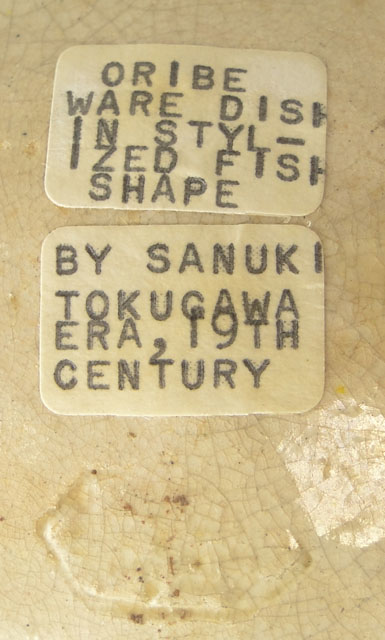 ORIBE
WARE DISH
IN STYL-
IZED FISH
SHAPE
BY SANUKI
TOKUGAWA
ERA, 19TH
CENTURY